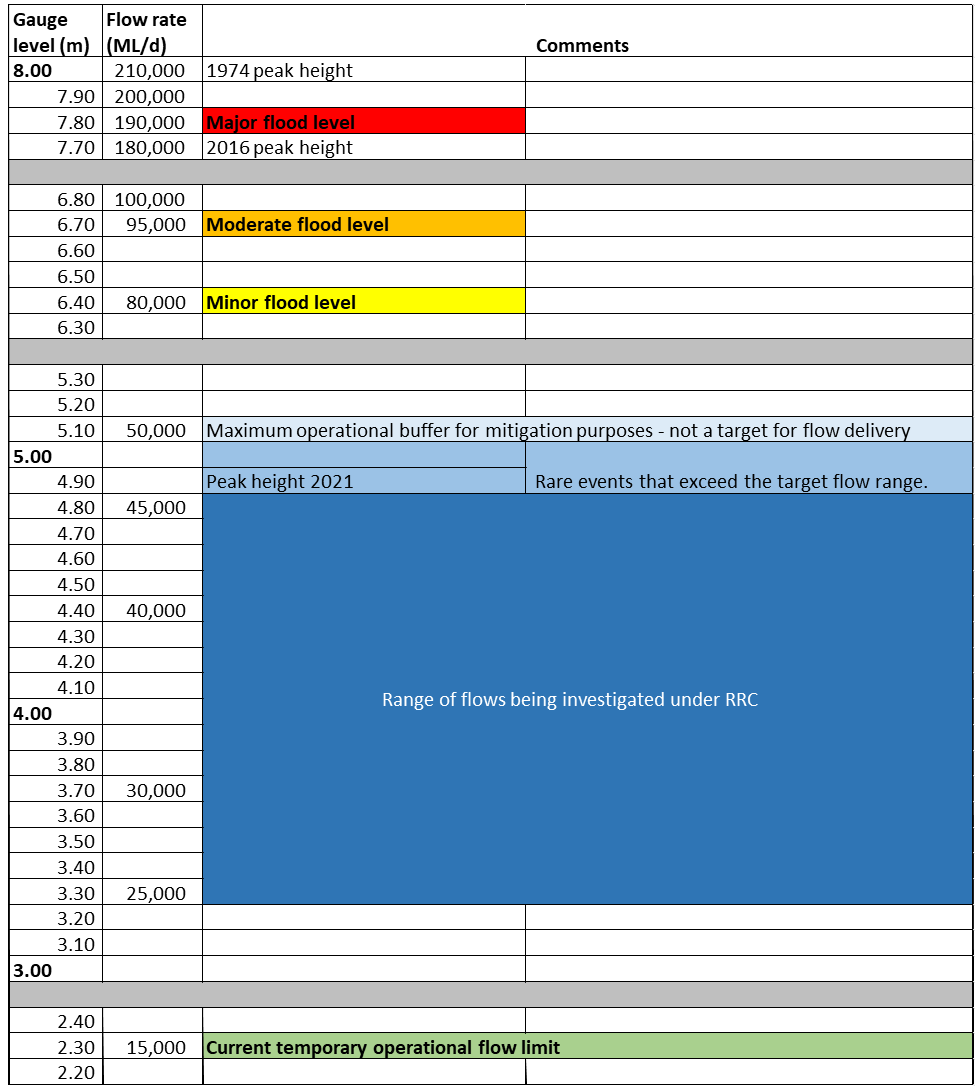 Gauge level (m) Flow rate (ML/d) Comments
8.00 210,000 1974 peak height
7.90 200,000
7.80 190,000 Major flood level
7.70 180,000 2016 peak height
6.80 100,000
6.70 95,000 Moderate flood level
6.60
6.50
6.40 80,000 Minor flood level
6.30
5.30
5.20
5.10 50,000 Maximum operational buffer for mitigation purposes - not a target for flow delivery
5.00
4.90 Peak height 2021 Rare events that exceed the target flow range.
4.80 45,000
4.70
4.60
4.50
4.40 40,000
4.30
4.20
4.10
Range of flows being investigated under RRC
4.00
3.90
3.80
3.70 30,000
3.60
3.50
3.40
3.30 25,000
3.20
3.10
3.00
2.40
2.30 15,000 Current temporary operational flow limit
2.20